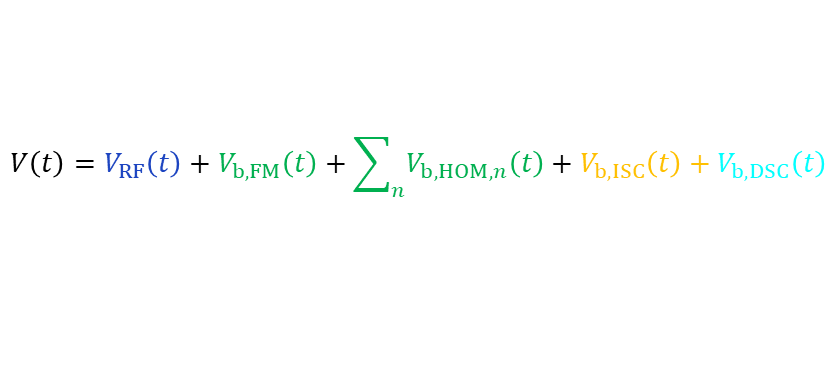 V(t) = V_RF(t) + V_b,FM(t) + ∑_n V_b,HOM,n(t) + V_b,ISC(t) + V_b,DSC(t)